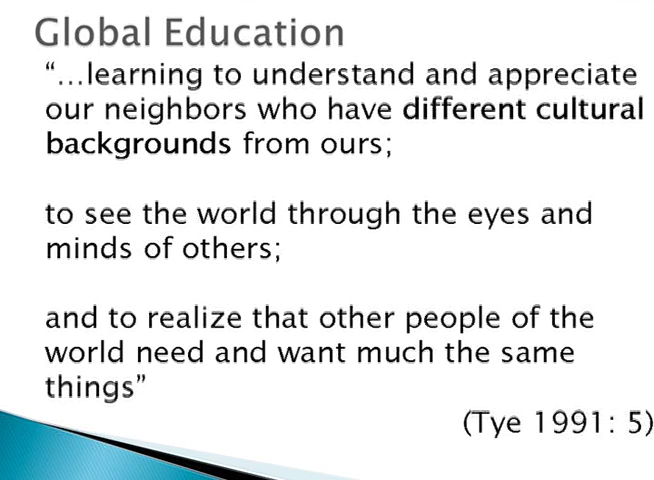 Global Education
“…learning to understand and appreciate
our neighbors who have different cultural
backgrounds from ours;
to see the world through the eyes and
minds of others;
and to realize that other people of the
world need and want much the same
things”
(Tye 1991: 5)